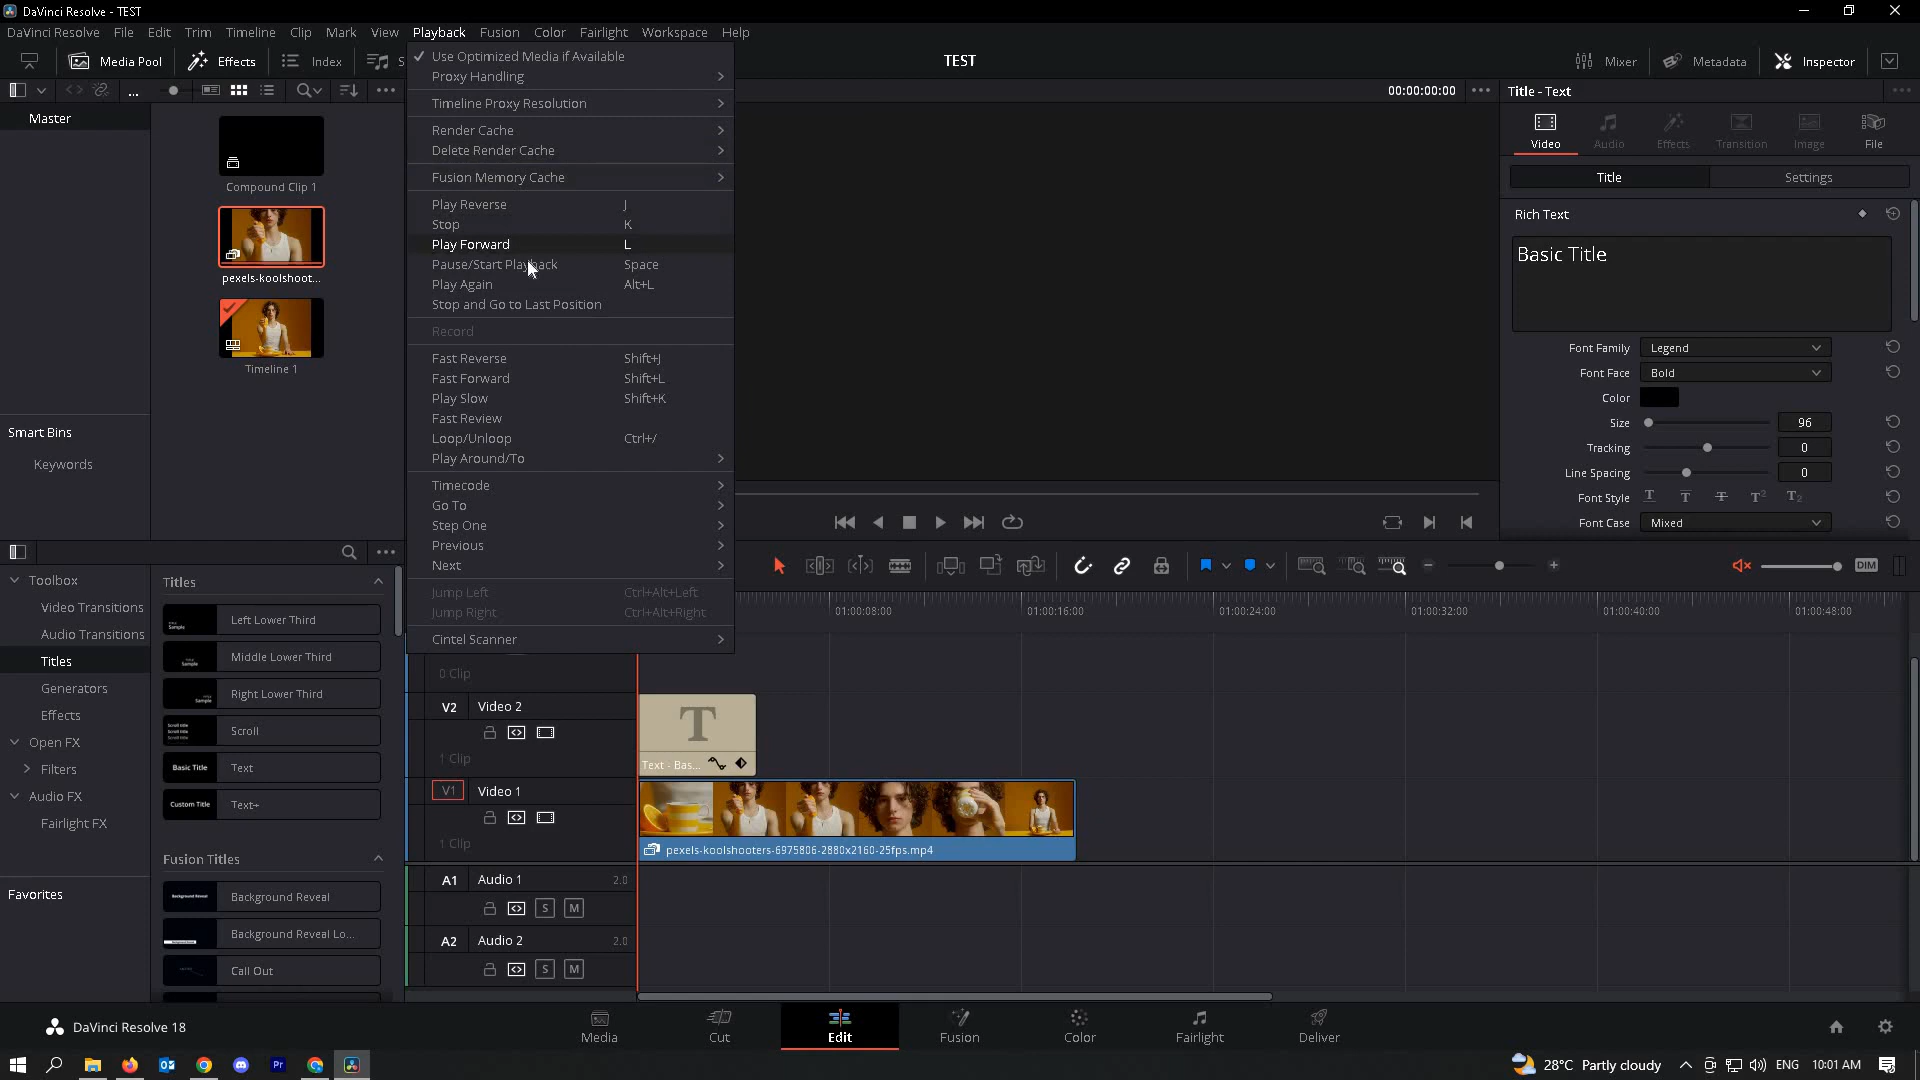 DaVinci Resolve - TEST
DaVinci Resolve File Edit Trim Timeline Clip Mark View Playback Fusion Color Fairlight Workspace Help
Media Pool Effects Index S TEST Mixer Metadata Inspector
00:00:00:00 Title - Text
Master
Compound Clip 1
pexels-koolshoot...
Timeline 1
Smart Bins
Keywords
Use Optimized Media if Available
Proxy Handling
Timeline Proxy Resolution
Render Cache
Delete Render Cache
Fusion Memory Cache
Play Reverse J
Stop K
Play Forward L
Pause/Start Playback Space
Play Again Alt+L
Stop and Go to Last Position
Record
Fast Reverse Shift+J
Fast Forward Shift+L
Play Slow Shift+K
Fast Review
Loop/Unloop Ctrl+/
Play Around/To
Timecode
Go To
Step One
Previous
Next
Jump Left Ctrl+Alt+Left
Jump Right Ctrl+Alt+Right
Cintel Scanner
Video Audio Effects Transition Image File
Title Settings
Rich Text
Basic Title
Font Family Legend
Font Face Bold
Color
Size 96
Tracking 0
Line Spacing 0
Font Style T T T T² T₂
Font Case Mixed
DIM
Toolbox
Video Transitions
Audio Transitions
Titles
Generators
Effects
Open FX
Filters
Audio FX
Fairlight FX
Favorites
Titles
Left Lower Third
Middle Lower Third
Right Lower Third
Scroll
Basic Title Text
Custom Title Text+
Fusion Titles
Background Reveal
Background Reveal Lo...
Call Out
01:00:08:00 01:00:16:00 01:00:24:00 01:00:32:00 01:00:40:00 01:00:48:00
0 Clip
V2 Video 2
1 Clip
T
Text - Bas...
V1 Video 1
1 Clip
pexels-koolshooters-6975806-2880x2160-25fps.mp4
A1 Audio 1 2.0
S M
A2 Audio 2 2.0
S M
DaVinci Resolve 18
Media Cut Edit Fusion Color Fairlight Deliver
Pr 28°C Partly cloudy ENG 10:01 AM